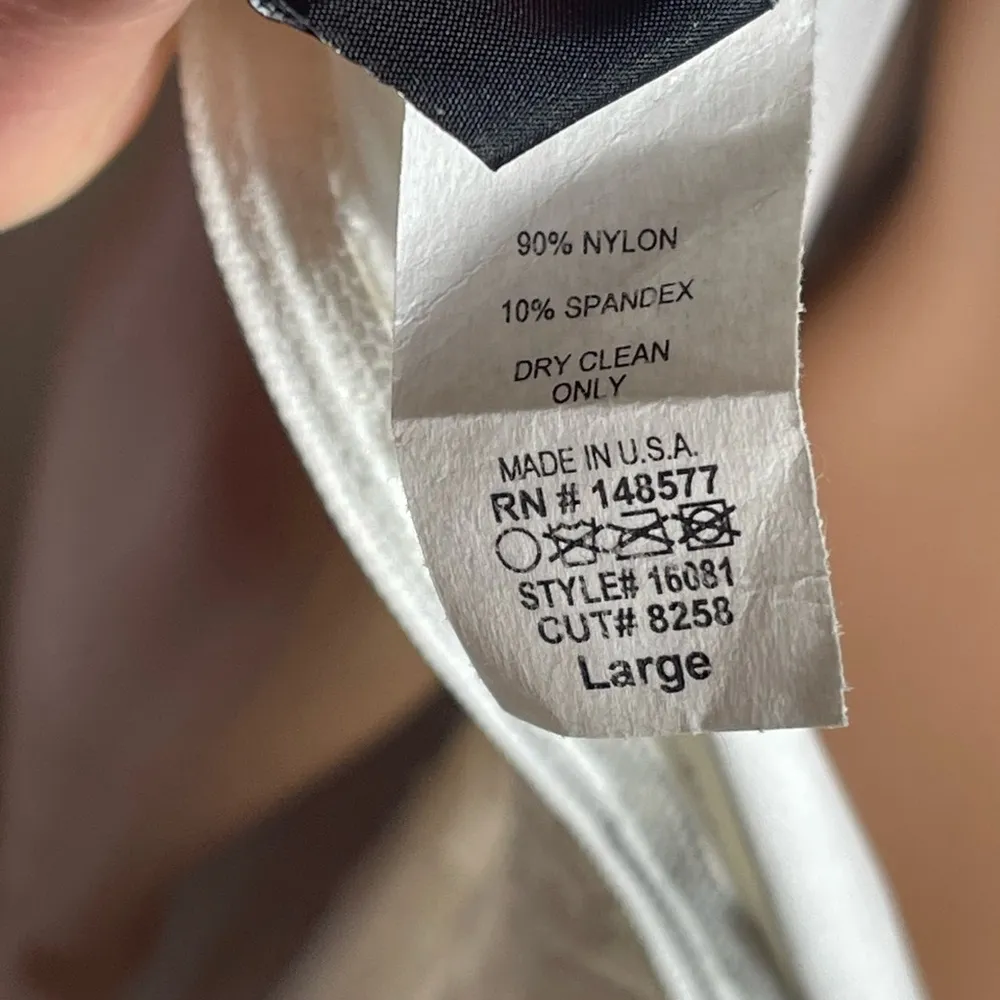 90% NYLON
10% SPANDEX
DRY CLEAN
ONLY
MADE IN U.S.A.
RN # 148577
STYLE# 16081
CUT# 8258
Large